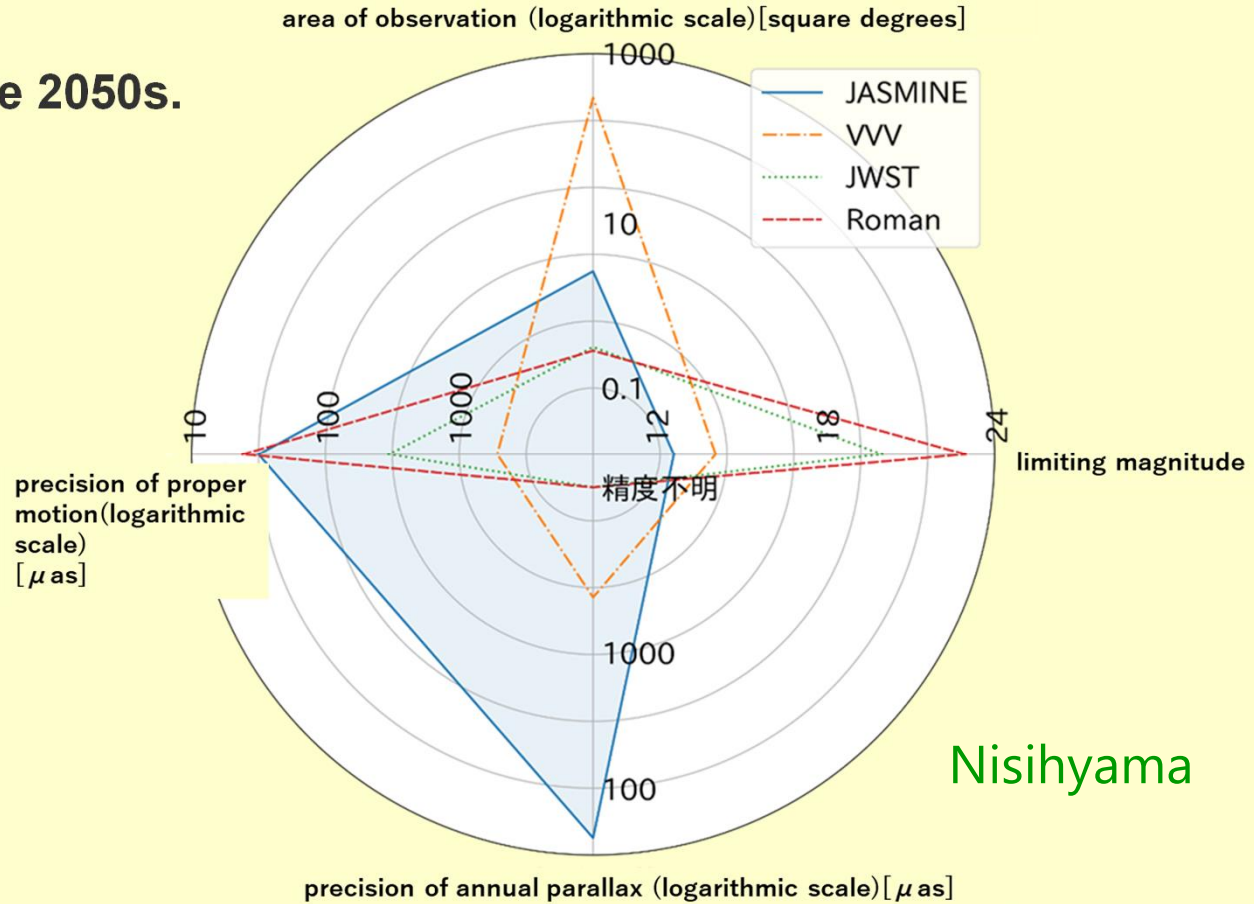 area of observation (logarithmic scale)[square degrees]
e 2050s.
1000
JASMINE
VVV
JWST
Roman
10
0.1
10
100
1000
12
18
24
limiting magnitude
精度不明
precision of proper
motion(logarithmic
scale)
[μas]
1000
100
Nisihyama
precision of annual parallax (logarithmic scale)[μas]